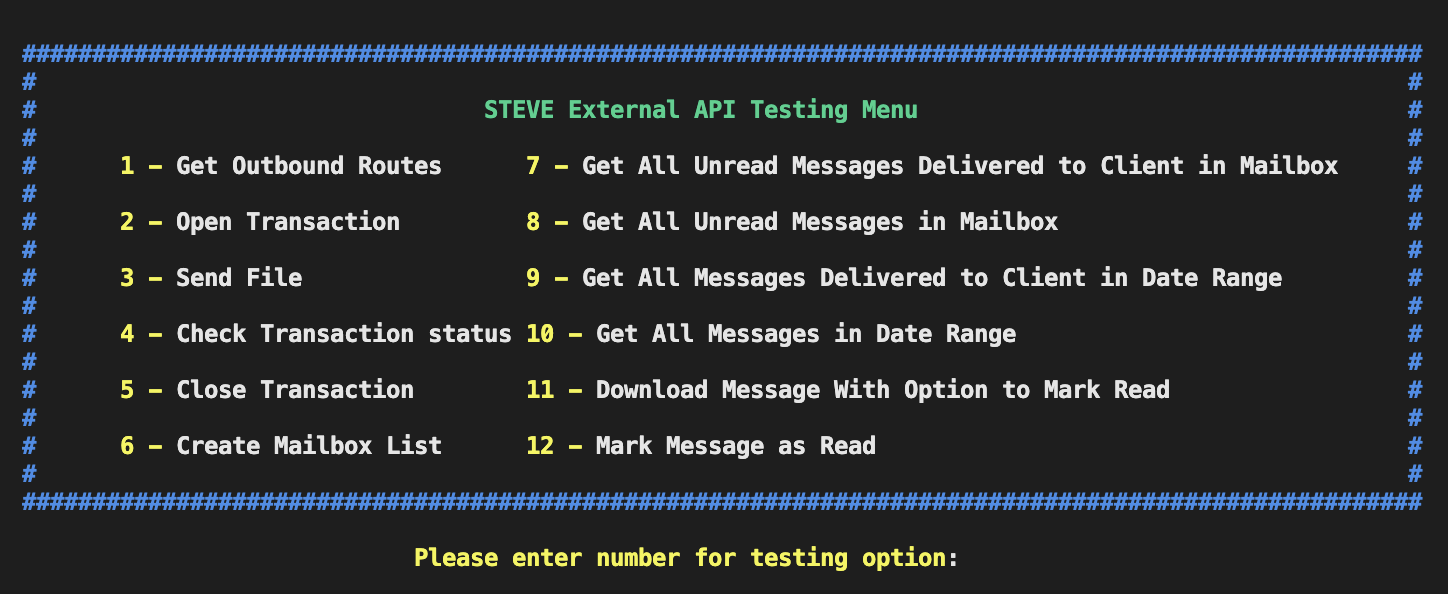 ####################################################################################################
#                                                                                                  #
#                                STEVE External API Testing Menu                                   #
#                                                                                                  #
#      1 – Get Outbound Routes      7 – Get All Unread Messages Delivered to Client in Mailbox     #
#                                                                                                  #
#      2 – Open Transaction         8 – Get All Unread Messages in Mailbox                         #
#                                                                                                  #
#      3 – Send File                9 – Get All Messages Delivered to Client in Date Range         #
#                                                                                                  #
#      4 – Check Transaction status 10 – Get All Messages in Date Range                            #
#                                                                                                  #
#      5 – Close Transaction        11 – Download Message With Option to Mark Read                 #
#                                                                                                  #
#      6 – Create Mailbox List      12 – Mark Message as Read                                      #
#                                                                                                  #
####################################################################################################
Please enter number for testing option: